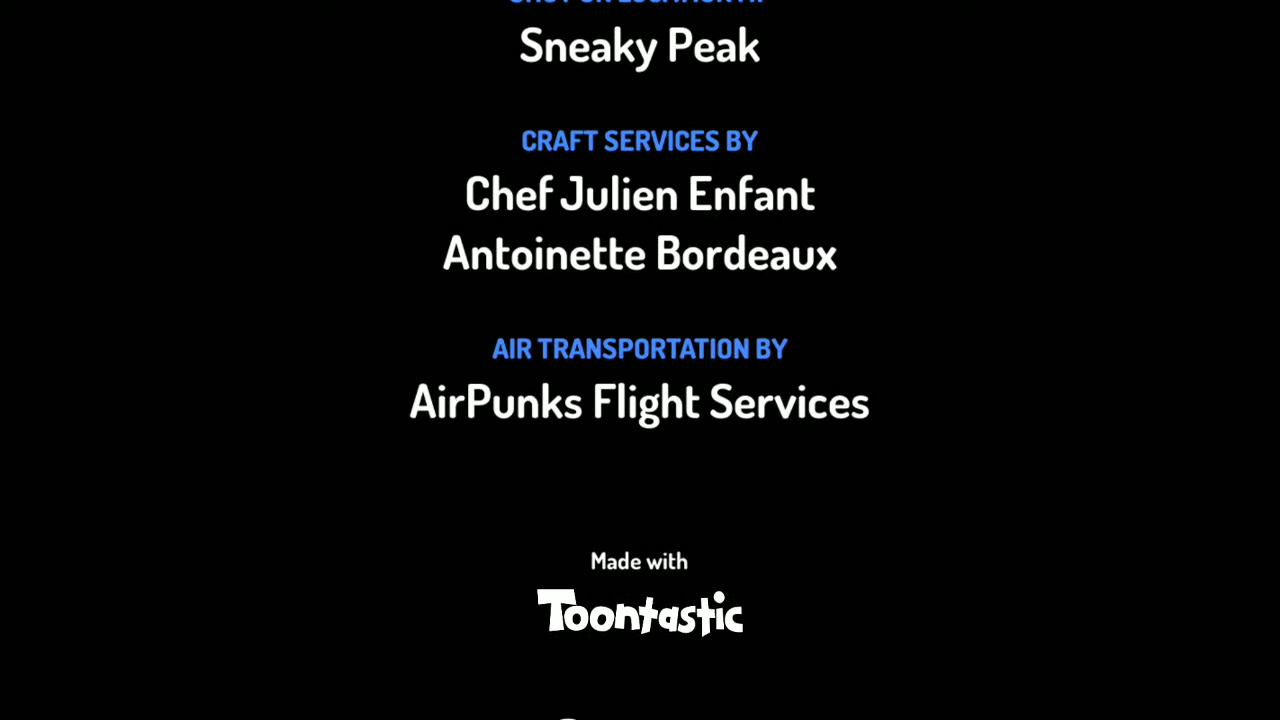 Sneaky Peak
CRAFT SERVICES BY
Chef Julien Enfant
Antoinette Bordeaux
AIR TRANSPORTATION BY
AirPunks Flight Services
Made with
Toontastic